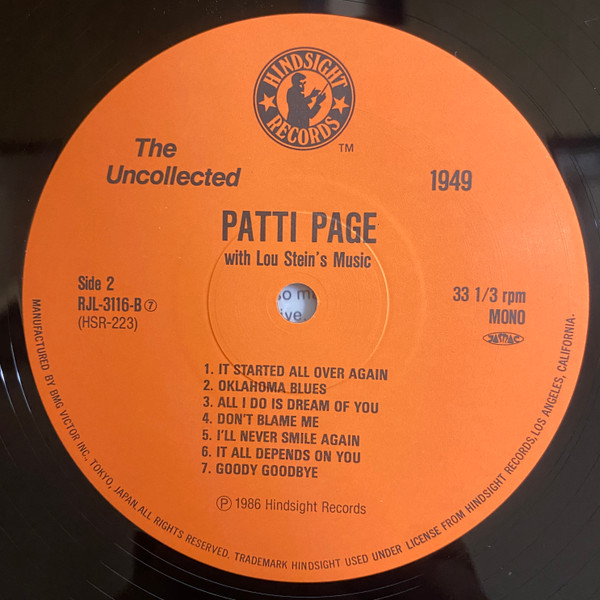 HINDSIGHT
RECORDS
TM
The
Uncollected
1949
PATTI PAGE
with Lou Stein's Music
Side 2
RJL-3116-B⑦
(HSR-223)
33 1/3 rpm
MONO
1. IT STARTED ALL OVER AGAIN
2. OKLAHOMA BLUES
3. ALL I DO IS DREAM OF YOU
4. DON'T BLAME ME
5. I'LL NEVER SMILE AGAIN
6. IT ALL DEPENDS ON YOU
7. GOODY GOODBYE
Ⓟ 1986 Hindsight Records
MANUFACTURED BY BMG VICTOR INC., TOKYO, JAPAN. ALL RIGHTS RESERVED. TRADEMARK HINDSIGHT USED UNDER LICENSE FROM HINDSIGHT RECORDS, LOS ANGELES, CALIFORNIA.